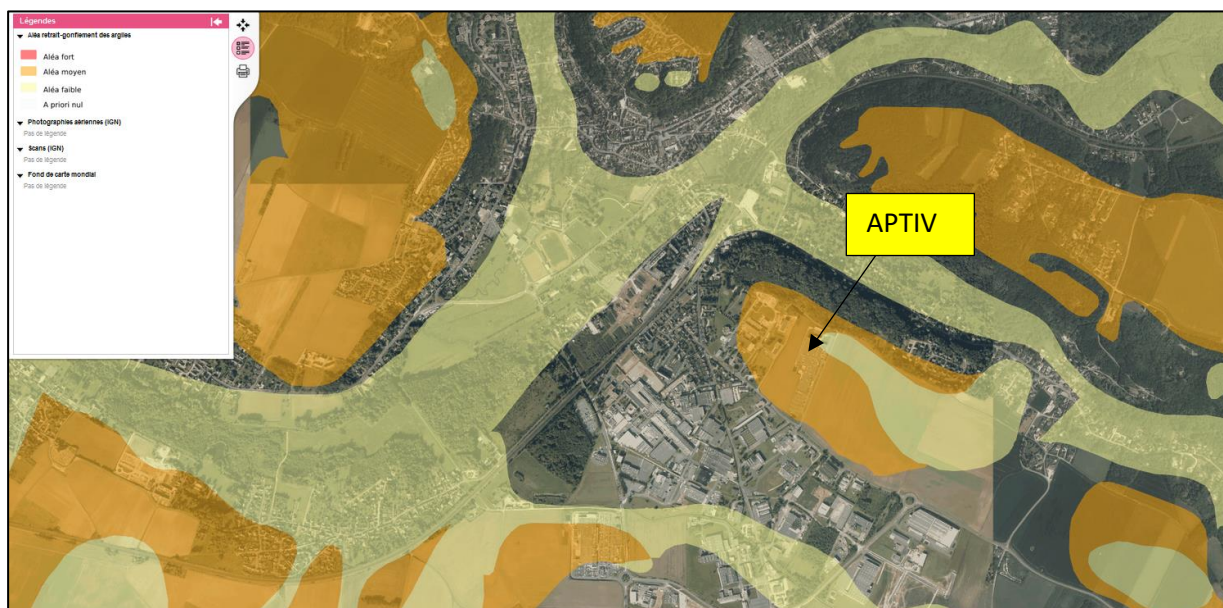 Légendes
Aléa retrait-gonflement des argiles
Aléa fort
Aléa moyen
Aléa faible
A priori nul
Photographies aériennes (IGN)
Pas de légende
Scans (IGN)
Pas de légende
Fond de carte mondial
Pas de légende
APTIV